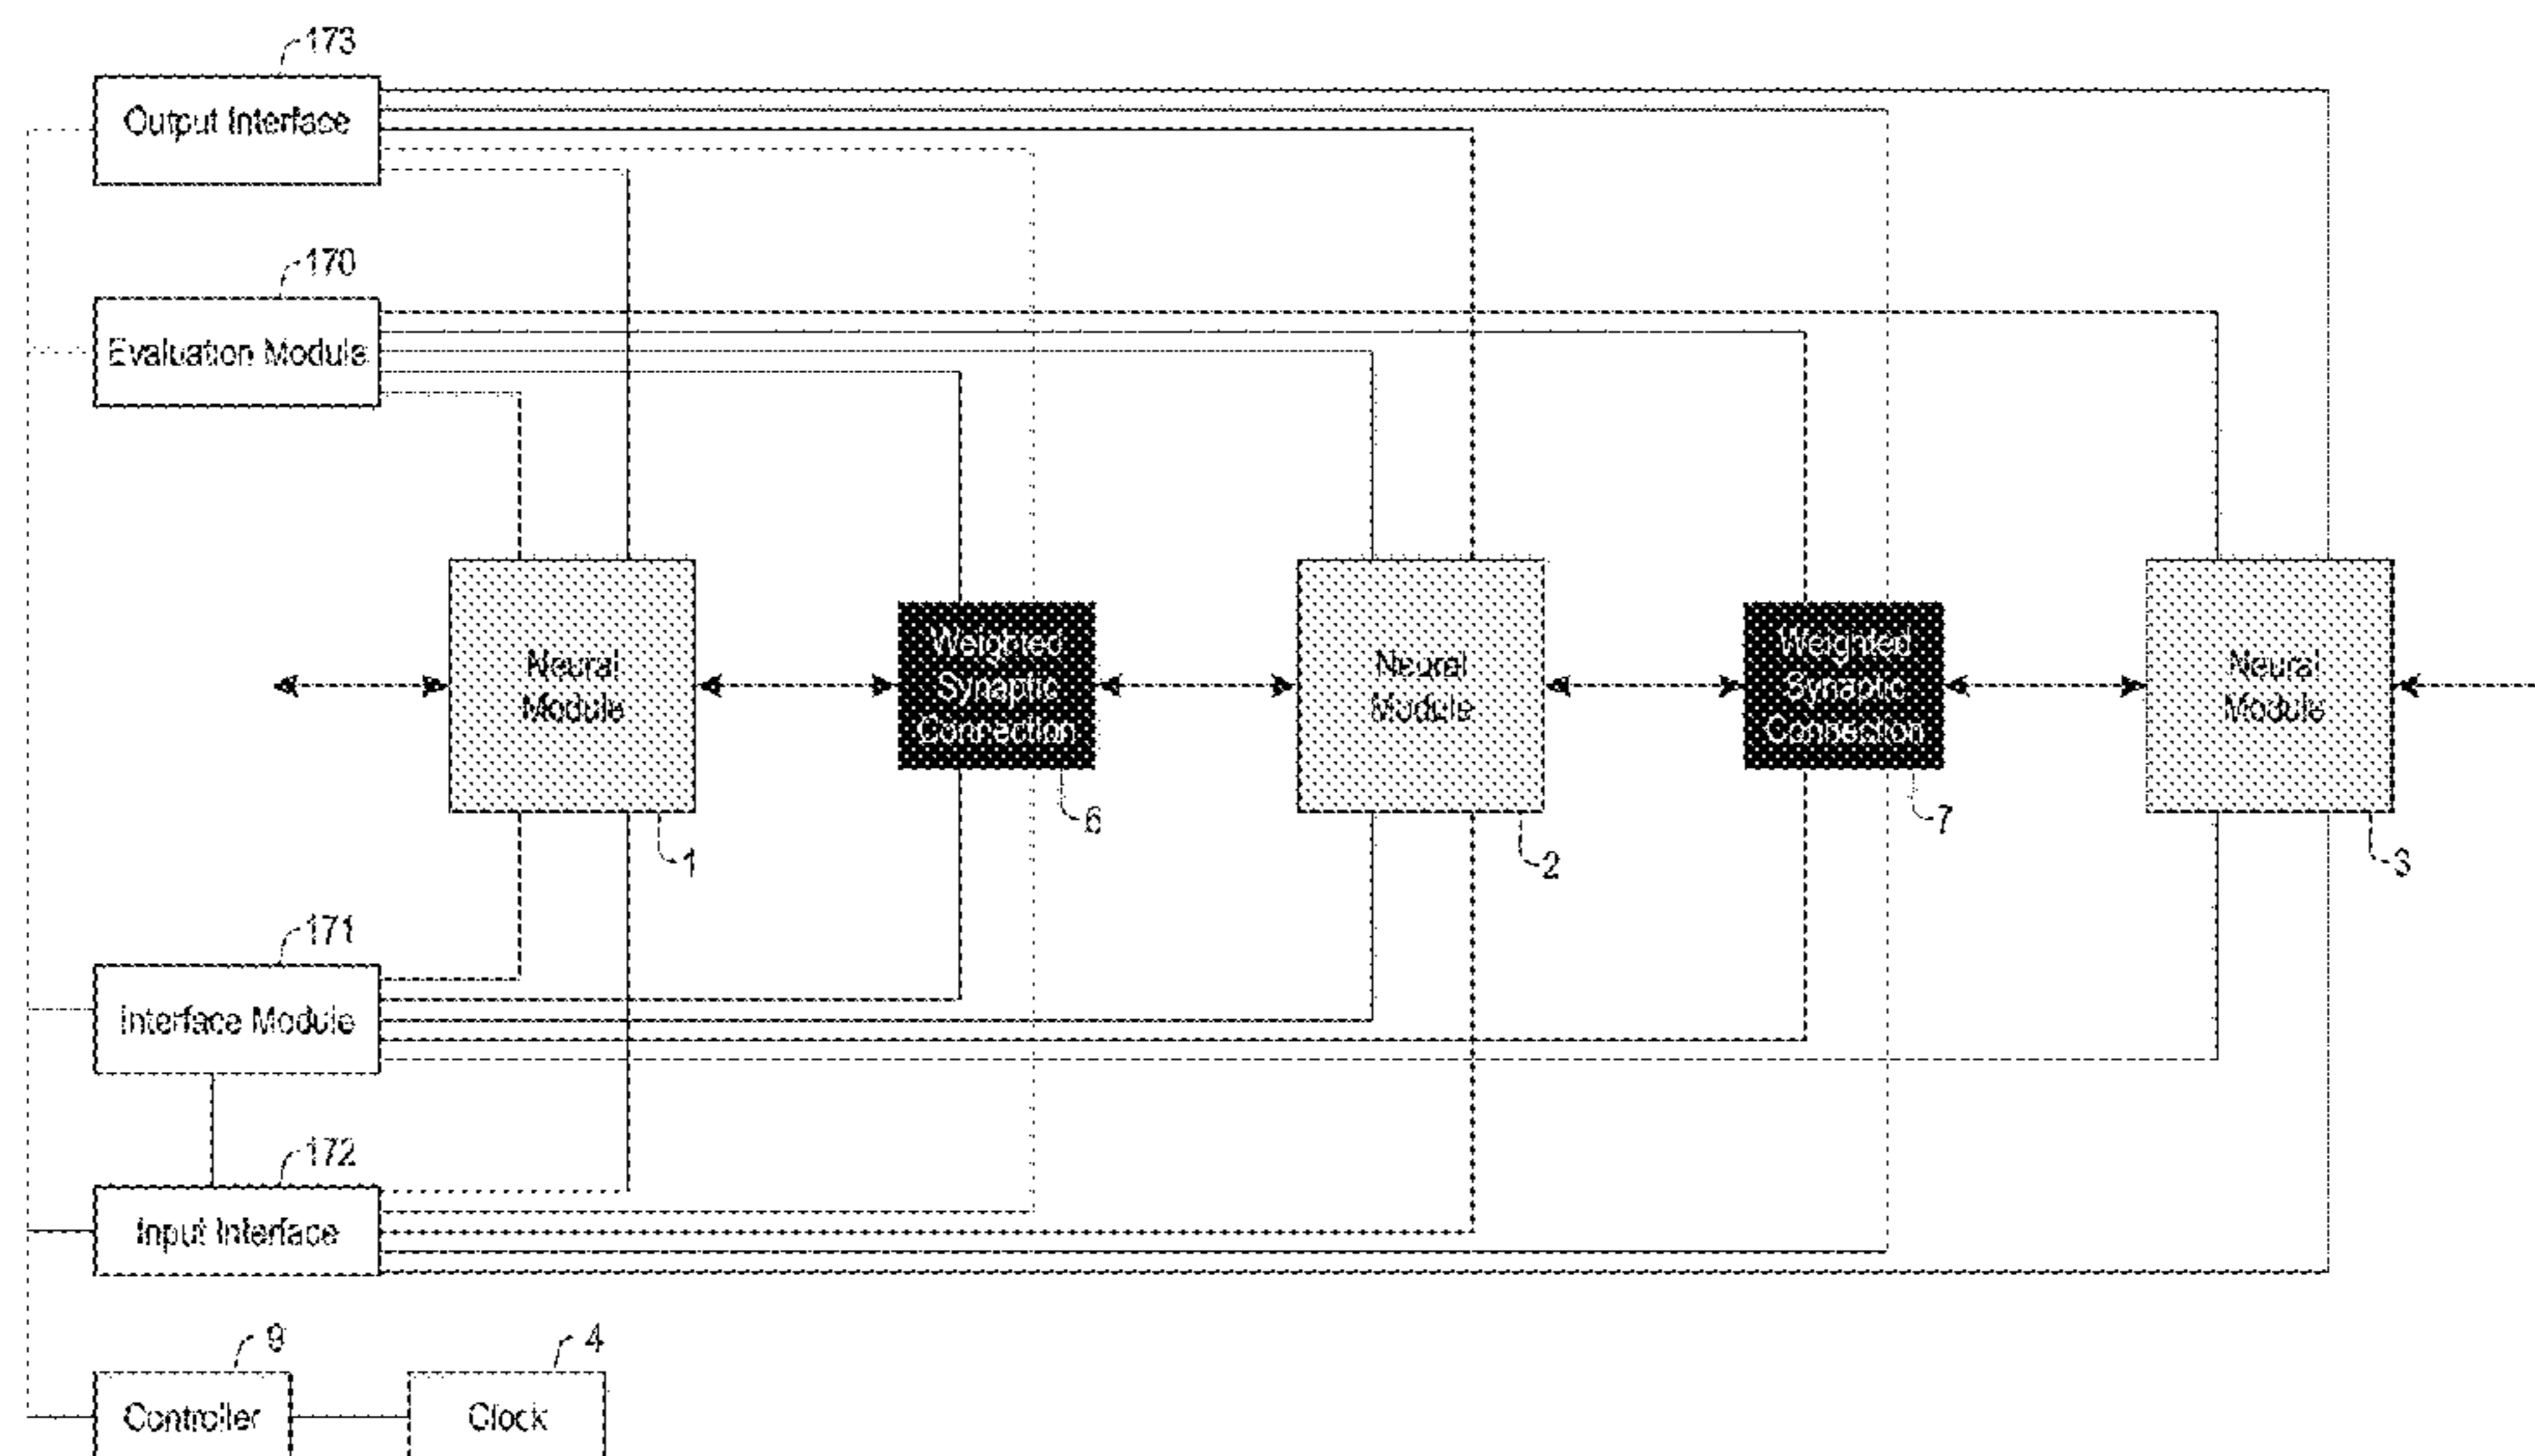 173
Output Interface
170
Evaluation Module
Neural
Module
Weighted
Synaptic
Connection
Neural
Module
Weighted
Synaptic
Connection
Neural
Module
1
6
2
7
3
171
Interface Module
172
Input Interface
9
Controller
4
Clock